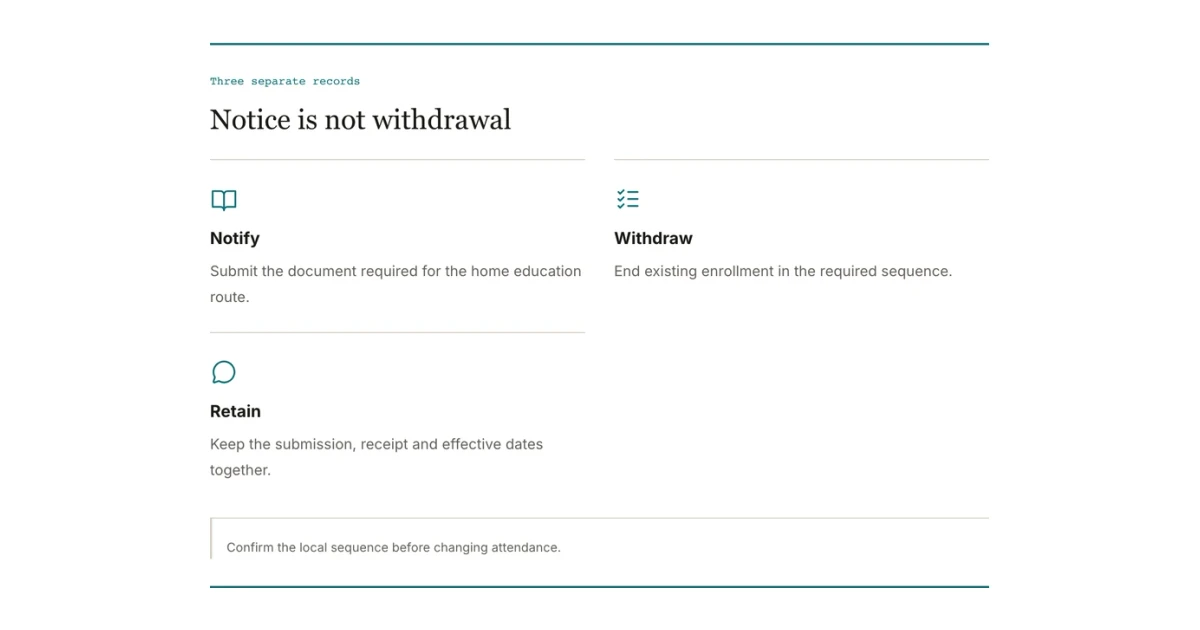 Three separate records
Notice is not withdrawal
Notify
Submit the document required for the home education
route.
Withdraw
End existing enrollment in the required sequence.
Retain
Keep the submission, receipt and effective dates
together.
Confirm the local sequence before changing attendance.